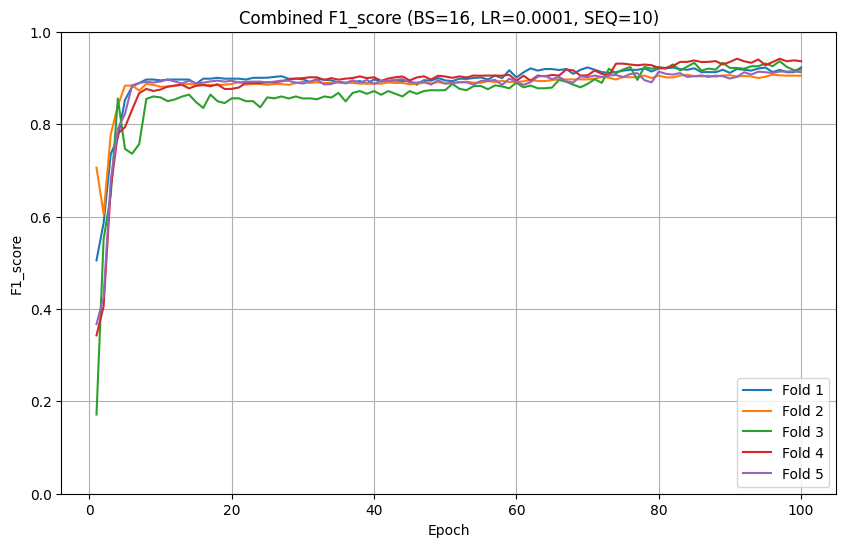 Combined F1_score (BS=16, LR=0.0001, SEQ=10)
1.0
0.8
0.6
0.4
0.2
0.0
F1_score
0 20 40 60 80 100
Epoch
Fold 1
Fold 2
Fold 3
Fold 4
Fold 5